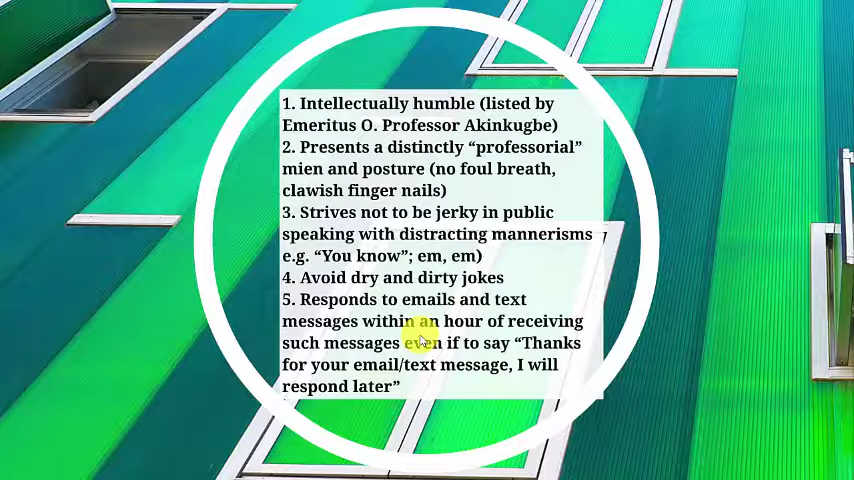 1. Intellectually humble (listed by
Emeritus O. Professor Akinkugbe)
2. Presents a distinctly “professorial”
mien and posture (no foul breath,
clawish finger nails)
3. Strives not to be jerky in public
speaking with distracting mannerisms
e.g. “You know”; em, em)
4. Avoid dry and dirty jokes
5. Responds to emails and text
messages within an hour of receiving
such messages even if to say “Thanks
for your email/text message, I will
respond later”